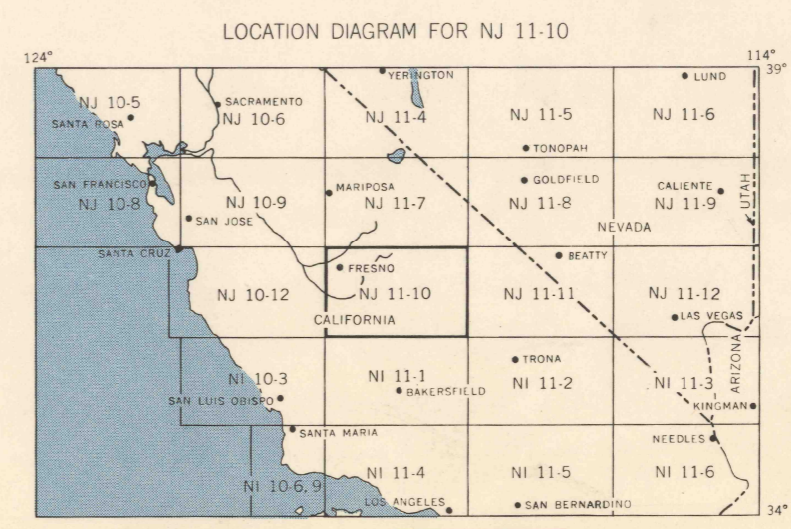 LOCATION DIAGRAM FOR NJ 11-10
124°
114°
39°
YERINGTON
LUND
NJ 10-5
SACRAMENTO
SANTA ROSA
NJ 10-6
NJ 11-4
NJ 11-5
NJ 11-6
TONOPAH
SAN FRANCISCO
NJ 10-8
NJ 10-9
MARIPOSA
NJ 11-7
GOLDFIELD
NJ 11-8
CALIENTE
NJ 11-9
UTAH
SAN JOSE
NEVADA
SANTA CRUZ
BEATTY
FRESNO
NJ 10-12
NJ 11-10
NJ 11-11
NJ 11-12
CALIFORNIA
LAS VEGAS
ARIZONA
TRONA
NI 10-3
NI 11-1
NI 11-2
NI 11-3
BAKERSFIELD
SAN LUIS OBISPO
KINGMAN
SANTA MARIA
NEEDLES
NI 11-4
NI 11-5
NI 11-6
NI 10-6,9
LOS ANGELES
SAN BERNARDINO
34°